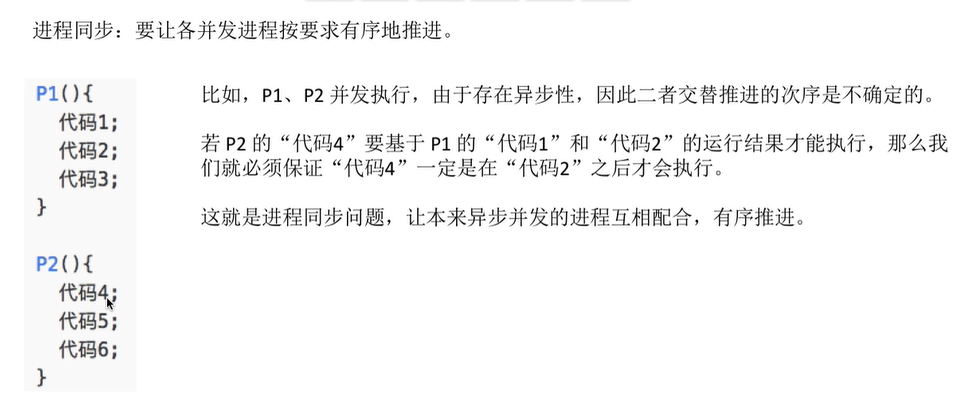 进程同步：要让各并发进程按要求有序地推进。
P1(){
代码1;
代码2;
代码3;
}
P2(){
代码4;
代码5;
代码6;
}
比如，P1、P2 并发执行，由于存在异步性，因此二者交替推进的次序是不确定的。
若 P2 的“代码4”要基于 P1 的“代码1”和“代码2”的运行结果才能执行，那么我
们就必须保证“代码4”一定是在“代码2”之后才会执行。
这就是进程同步问题，让本来异步并发的进程互相配合，有序推进。